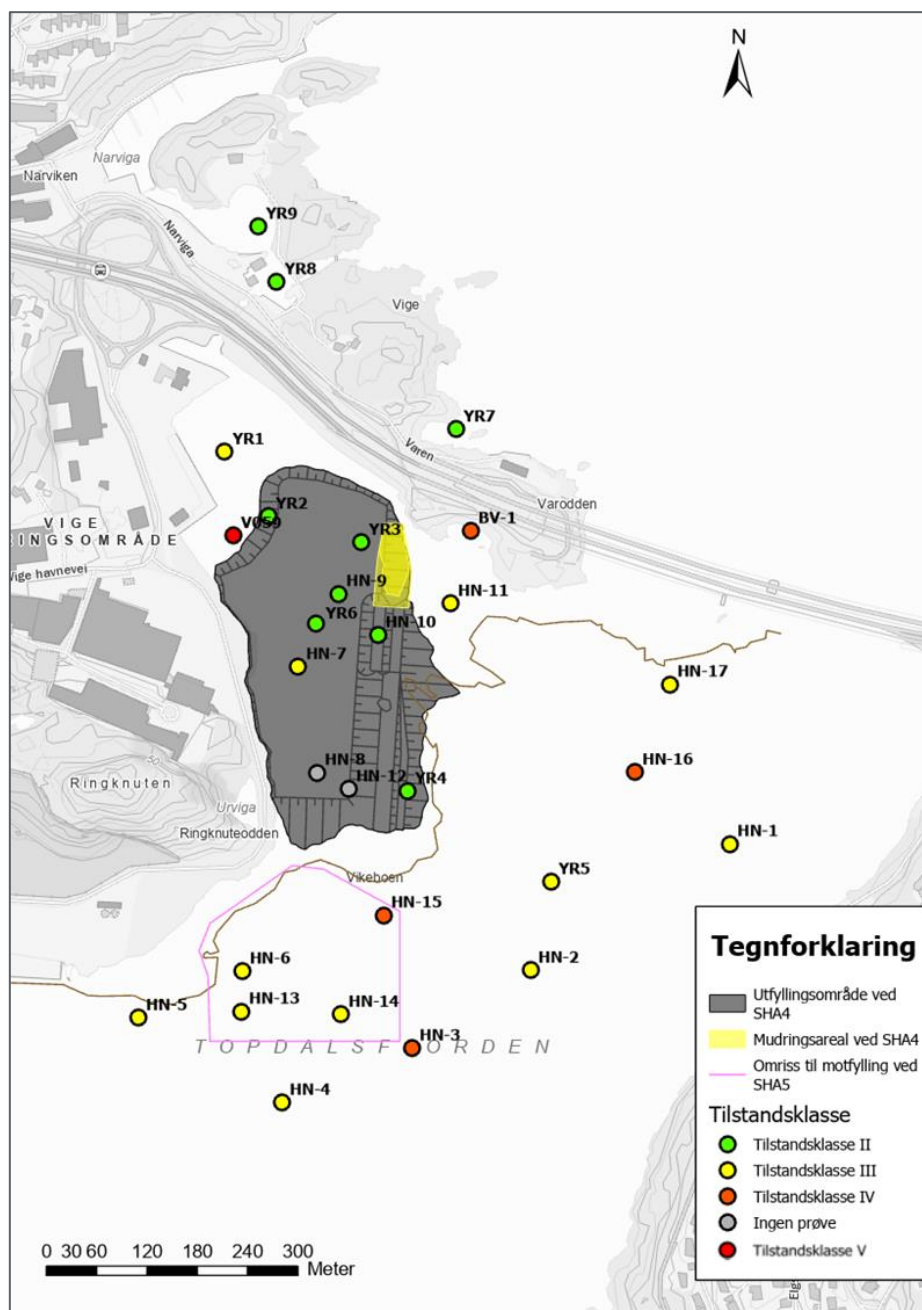 N
Narviga
Narviken
YR9
Narviga
YR8
Vige
YR7
Varen
YR1
Varodden
YR2
BV-1
V059
VIGE
YR3
RINGSOMRÅDE
Vige havnevei
HN-9
HN-11
YR6
HN-10
HN-7
HN-17
50
HN-8
HN-16
HN-12
YR4
Ringknuten
Urviga
Ringknuteodden
HN-1
Vikeboen
YR5
HN-15
HN-6
HN-2
HN-5
HN-13
HN-14
HN-3
TOPDALSFJORDEN
HN-4
Tegnforklaring
Utfyllingsområde ved
SHA4
Mudringsareal ved SHA4
Omriss til motfylling ved
SHA5
Tilstandsklasse
Tilstandsklasse II
Tilstandsklasse III
Tilstandsklasse IV
Ingen prøve
Tilstandsklasse V
0 30 60 120 180 240 300
Meter